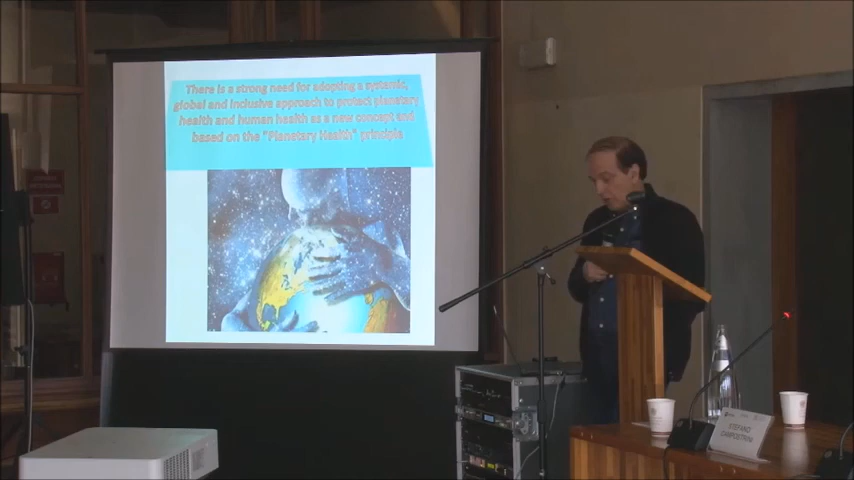 There is a strong need for adopting a systemic,
global and inclusive approach to protect planetary
health and human health as a new concept and
based on the "Planetary Health" principle
STEFANO
CAMPOSTRINI